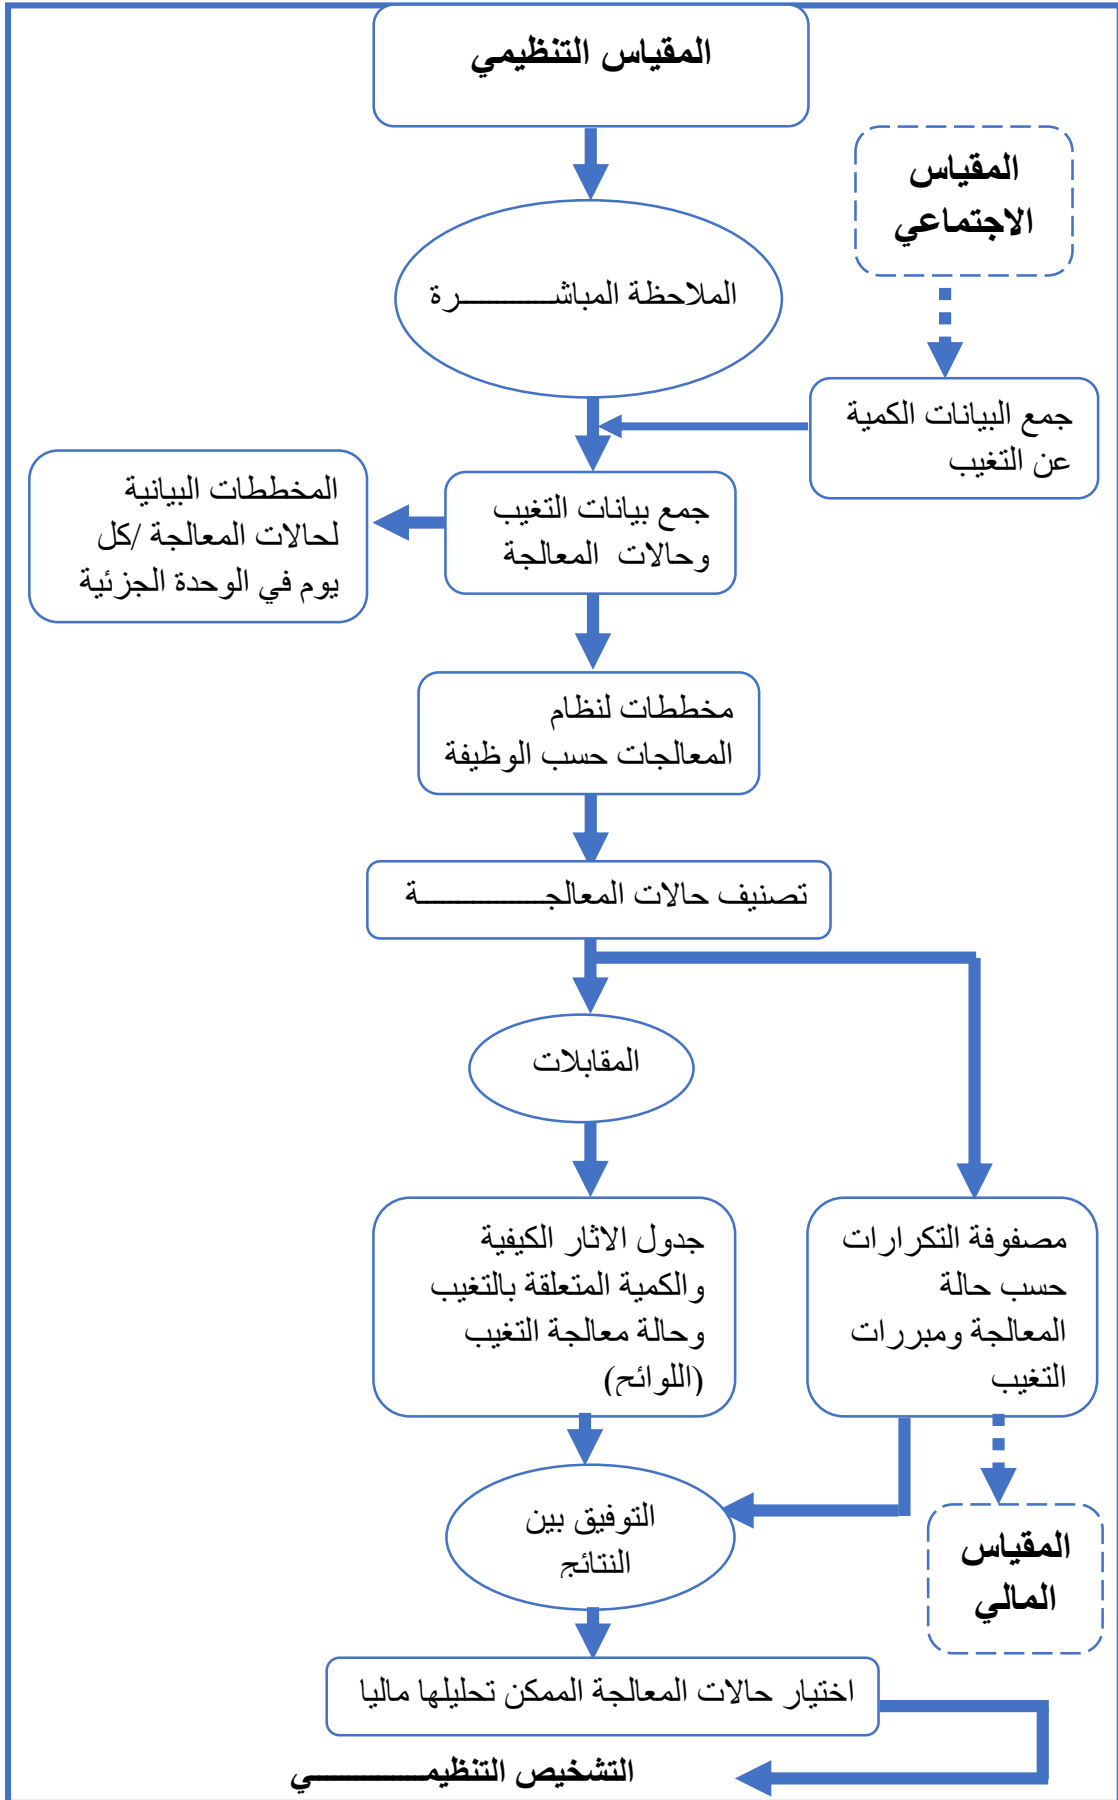 المقياس التنظيمي
المقياس
الاجتماعي
الملاحظة المباشـــــــــــرة
جمع البيانات الكمية
عن التغيب
جمع بيانات التغيب
وحالات المعالجة
المخططات البيانية
لحالات المعالجة /كل
يوم في الوحدة الجزئية
مخططات لنظام
المعالجات حسب الوظيفة
تصنيف حالات المعالجـــــــــــــــة
المقابلات
مصفوفة التكرارات
حسب حالة
المعالجة ومبررات
التغيب
جدول الاثار الكيفية
والكمية المتعلقة بالتغيب
وحالة معالجة التغيب
(اللوائح)
التوفيق بين
النتائج
المقياس
المالي
اختيار حالات المعالجة الممكن تحليلها ماليا
التشخيص التنظيمـــــــــــــي